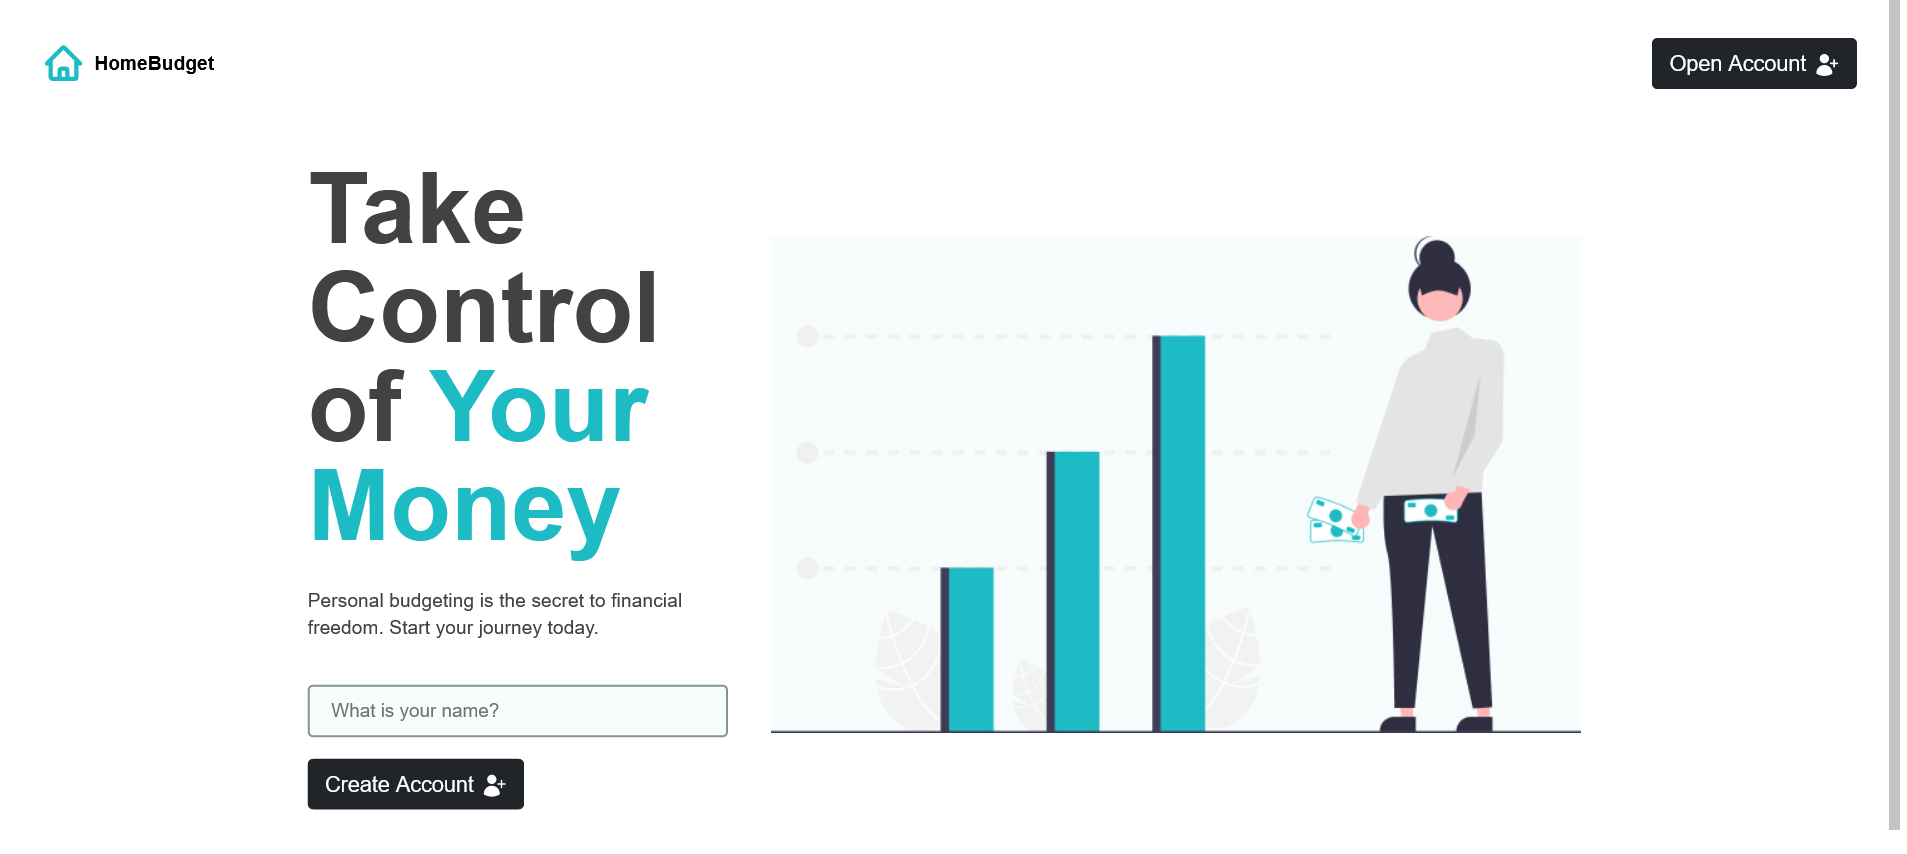 HomeBudget
Open Account
Take
Control
of Your
Money
Personal budgeting is the secret to financial
freedom. Start your journey today.
What is your name?
Create Account